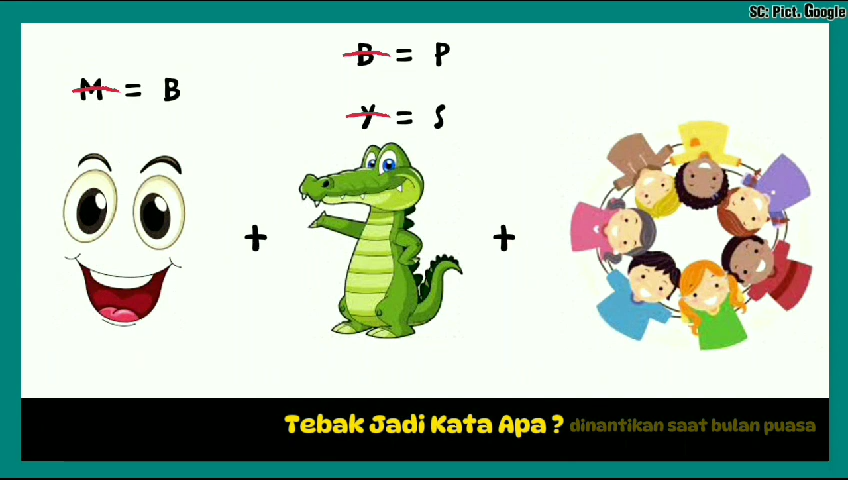 SC: Pict. Google
M = B
B = P
Y = S
+
+
Tebak Jadi Kata Apa ? dinantikan saat bulan puasa